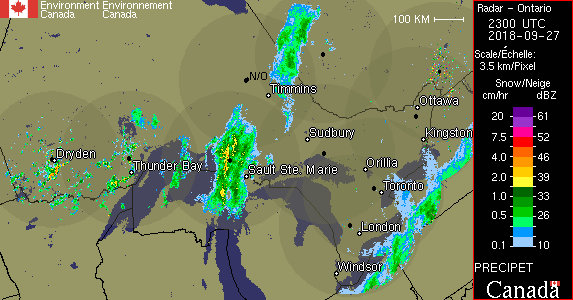 Environment Environnement
Canada Canada
100 KM
N/O
Timmins
Ottawa
Sudbury
Kingston
Dryden
Thunder Bay
Sault Ste. Marie
Orillia
Toronto
London
Windsor
Radar - Ontario
2300 UTC
2018-09-27
Scale/Échelle:
3.5 km/Pixel
Snow/Neige
cm/hr dBZ
20 61
7.5 52
4.0 46
2.0 39
1.0 33
0.5 26
0.1 10
PRECIPET
Canada